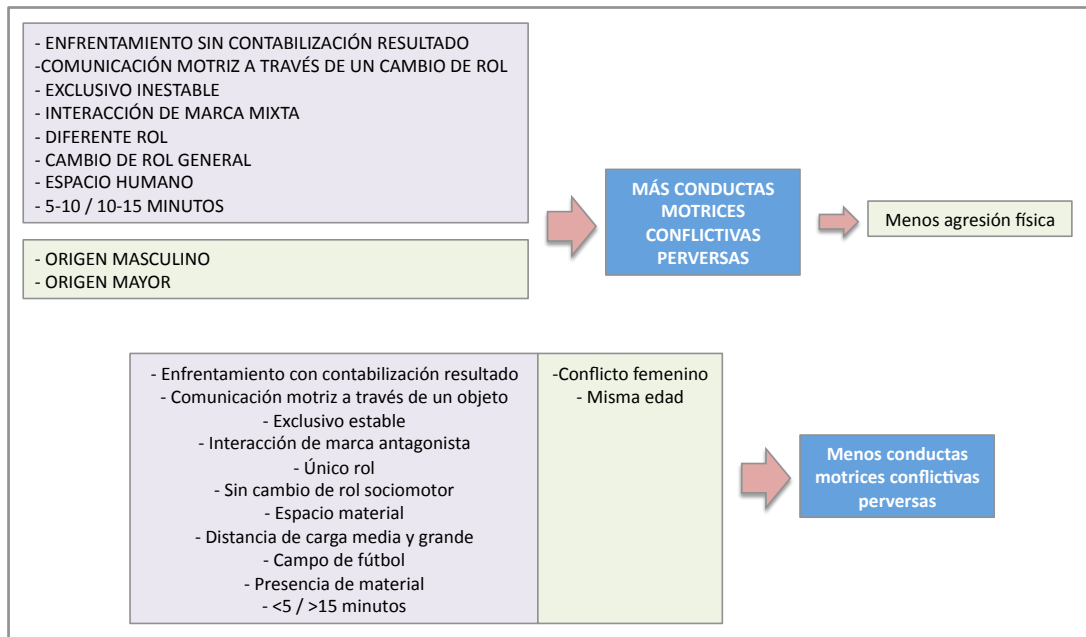 - ENFRENTAMIENTO SIN CONTABILIZACIÓN RESULTADO
-COMUNICACIÓN MOTRIZ A TRAVÉS DE UN CAMBIO DE ROL
- EXCLUSIVO INESTABLE
- INTERACCIÓN DE MARCA MIXTA
- DIFERENTE ROL
- CAMBIO DE ROL GENERAL
- ESPACIO HUMANO
- 5-10 / 10-15 MINUTOS
- ORIGEN MASCULINO
- ORIGEN MAYOR
MÁS CONDUCTAS
MOTRICES
CONFLICTIVAS
PERVERSAS
Menos agresión física
- Enfrentamiento con contabilización resultado
- Comunicación motriz a través de un objeto
- Exclusivo estable
- Interacción de marca antagonista
- Único rol
- Sin cambio de rol sociomotor
- Espacio material
- Distancia de carga media y grande
- Campo de fútbol
- Presencia de material
- <5 / >15 minutos
-Conflicto femenino
- Misma edad
Menos conductas
motrices conflictivas
perversas